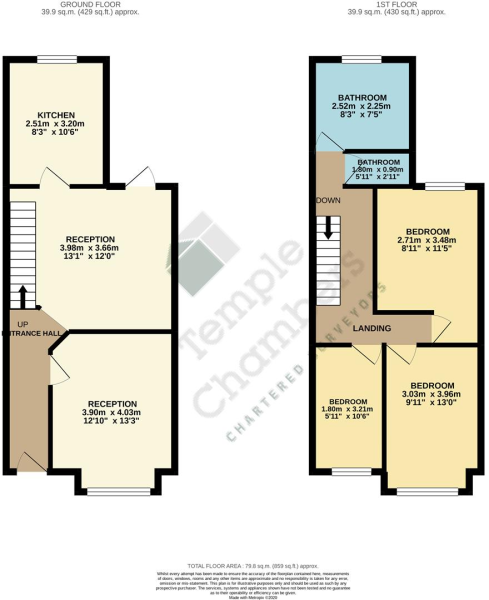 GROUND FLOOR
39.9 sq.m. (429 sq.ft.) approx.
1ST FLOOR
39.9 sq.m. (430 sq.ft.) approx.
KITCHEN
2.51m x 3.20m
8'3" x 10'6"
RECEPTION
3.98m x 3.66m
13'1" x 12'0"
UP
ENTRANCE HALL
RECEPTION
3.90m x 4.03m
12'10" x 13'3"
BATHROOM
2.52m x 2.25m
8'3" x 7'5"
BATHROOM
1.80m x 0.90m
5'11" x 2'11"
DOWN
BEDROOM
2.71m x 3.48m
8'11" x 11'5"
LANDING
BEDROOM
1.80m x 3.21m
5'11" x 10'6"
BEDROOM
3.03m x 3.96m
9'11" x 13'0"
Temple
Chambers
CHARTERED SURVEYORS
TOTAL FLOOR AREA : 79.8 sq.m. (859 sq.ft.) approx.
Whilst every attempt has been made to ensure the accuracy of the floorplan contained here, measurements
of doors, windows, rooms and any other items are approximate and no responsibility is taken for any error,
omission or mis-statement. This plan is for illustrative purposes only and should be used as such by any
prospective purchaser. The services, systems and appliances shown have not been tested and no guarantee
as to their operability or efficiency can be given.
Made with Metropix ©2020